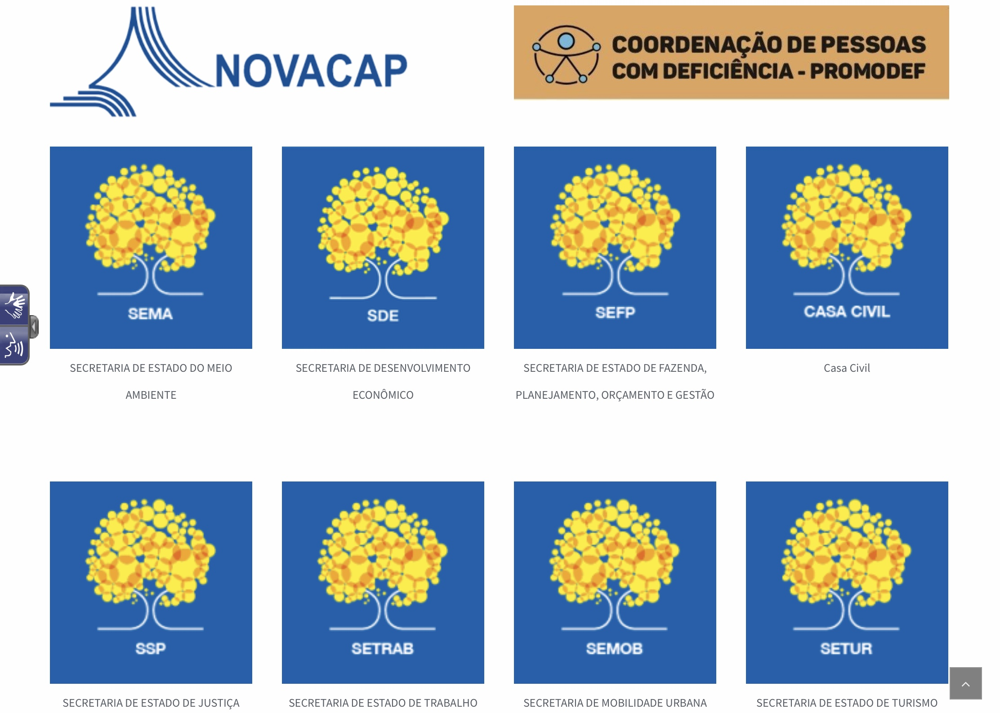 NOVACAP
COORDENAÇÃO DE PESSOAS
COM DEFICIÊNCIA - PROMODEF
SEMA
SDE
SEFP
CASA CIVIL
SECRETARIA DE ESTADO DO MEIO
AMBIENTE
SECRETARIA DE DESENVOLVIMENTO
ECONÔMICO
SECRETARIA DE ESTADO DE FAZENDA,
PLANEJAMENTO, ORÇAMENTO E GESTÃO
Casa Civil
SSP
SETRAB
SEMOB
SETUR
SECRETARIA DE ESTADO DE JUSTIÇA
SECRETARIA DE ESTADO DE TRABALHO
SECRETARIA DE MOBILIDADE URBANA
SECRETARIA DE ESTADO DE TURISMO